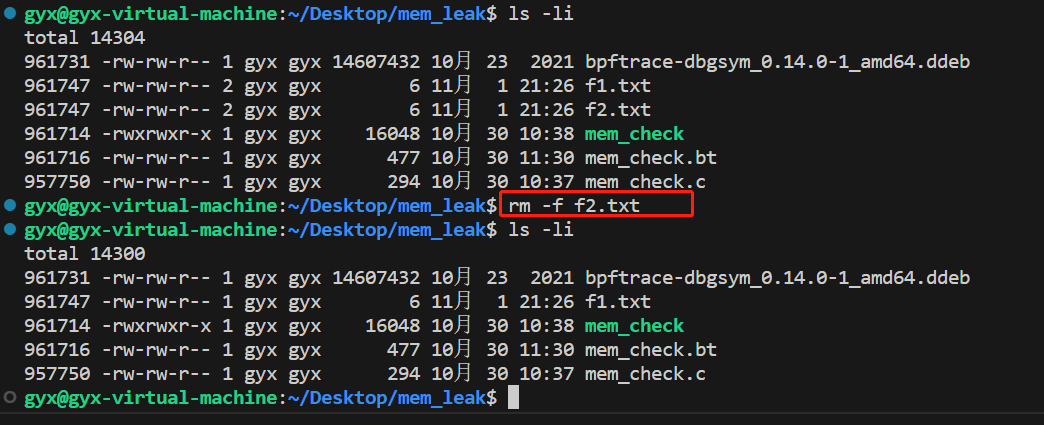 gyx@gyx-virtual-machine:~/Desktop/mem_leak$ ls -li
total 14304
961731 -rw-rw-r-- 1 gyx gyx 14607432 10月 23  2021 bpftrace-dbgsym_0.14.0-1_amd64.ddeb
961747 -rw-rw-r-- 2 gyx gyx        6 11月  1 21:26 f1.txt
961747 -rw-rw-r-- 2 gyx gyx        6 11月  1 21:26 f2.txt
961714 -rwxrwxr-x 1 gyx gyx    16048 10月 30 10:38 mem_check
961716 -rw-rw-r-- 1 gyx gyx      477 10月 30 11:30 mem_check.bt
957750 -rw-rw-r-- 1 gyx gyx      294 10月 30 10:37 mem_check.c
gyx@gyx-virtual-machine:~/Desktop/mem_leak$ rm -f f2.txt
gyx@gyx-virtual-machine:~/Desktop/mem_leak$ ls -li
total 14300
961731 -rw-rw-r-- 1 gyx gyx 14607432 10月 23  2021 bpftrace-dbgsym_0.14.0-1_amd64.ddeb
961747 -rw-rw-r-- 1 gyx gyx        6 11月  1 21:26 f1.txt
961714 -rwxrwxr-x 1 gyx gyx    16048 10月 30 10:38 mem_check
961716 -rw-rw-r-- 1 gyx gyx      477 10月 30 11:30 mem_check.bt
957750 -rw-rw-r-- 1 gyx gyx      294 10月 30 10:37 mem_check.c
gyx@gyx-virtual-machine:~/Desktop/mem_leak$